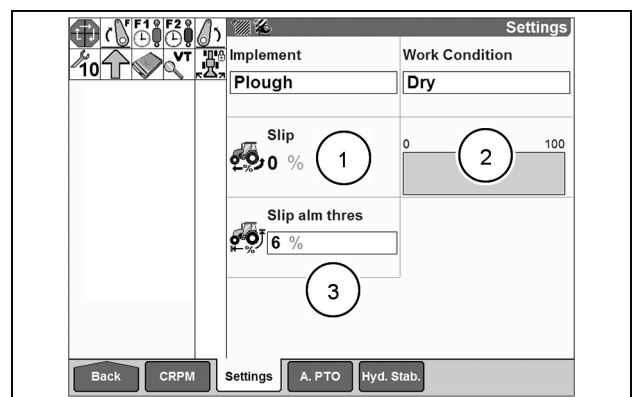 F F1 F2
Settings
10 VT
Implement Work Condition
Plough Dry
Slip
0 % 1
0 2 100
Slip alm thres
6 %
3
Back CRPM Settings A. PTO Hyd. Stab.